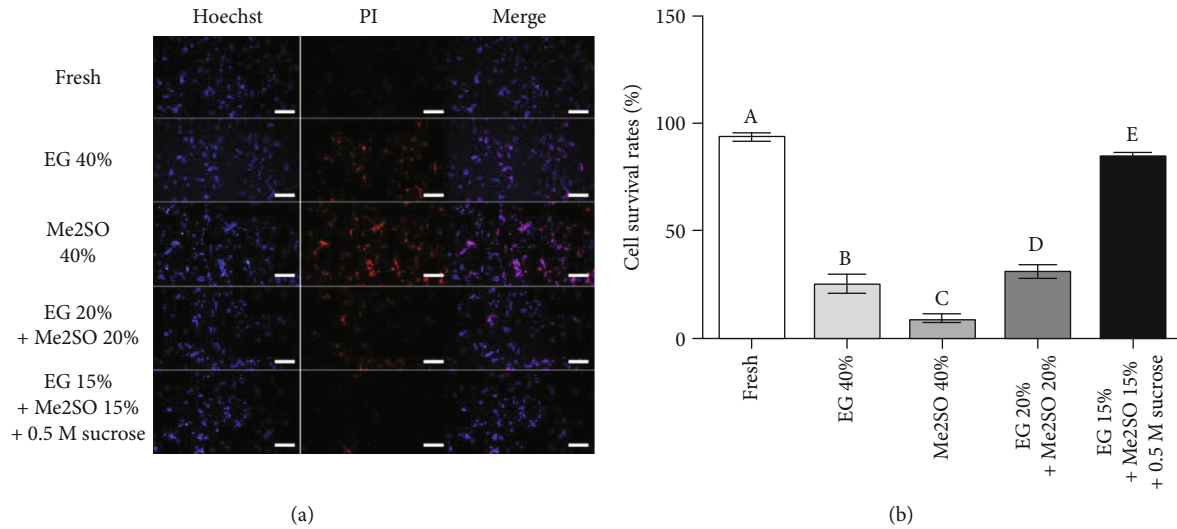 Hoechst PI Merge
Fresh
EG 40%
Me2SO
40%
EG 20%
+ Me2SO 20%
EG 15%
+ Me2SO 15%
+ 0.5 M sucrose
(a)
150
100
50
0
Cell survival rates (%)
A
B
C
D
E
Fresh
EG 40%
Me2SO 40%
EG 20%
+ Me2SO 20%
EG 15%
+ Me2SO 15%
+ 0.5 M sucrose
(b)